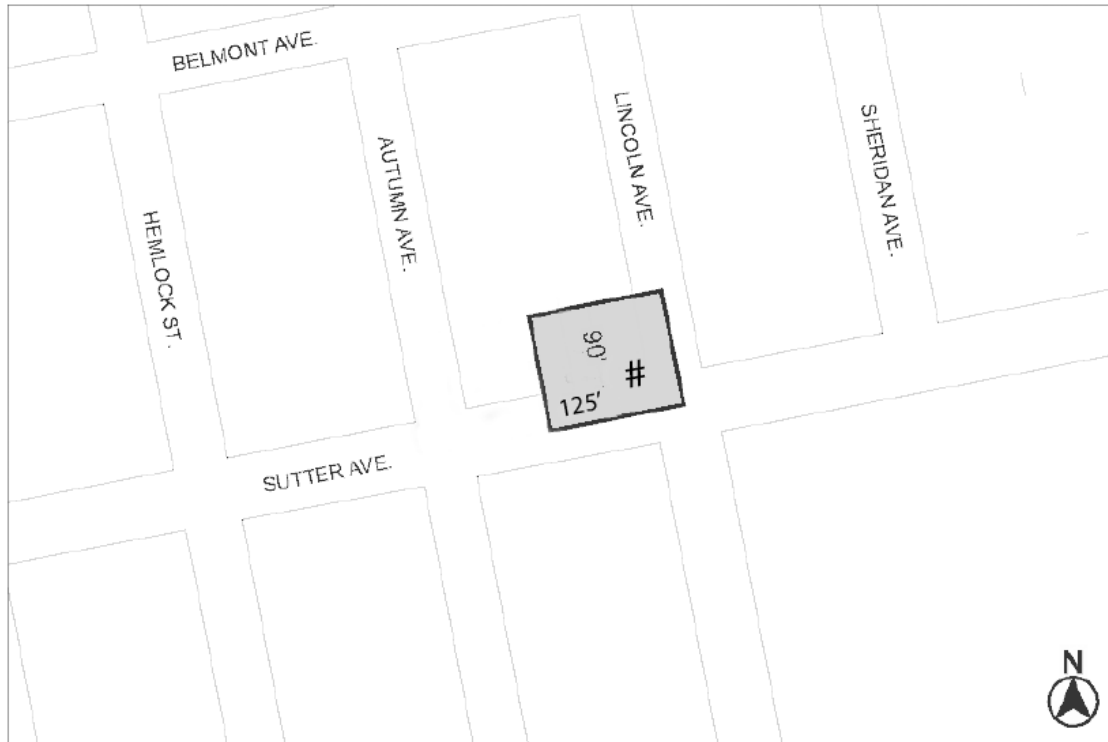 BELMONT AVE.
HEMLOCK ST.
AUTUMN AVE.
LINCOLN AVE.
SHERIDAN AVE.
90'
#
125'
SUTTER AVE.
N